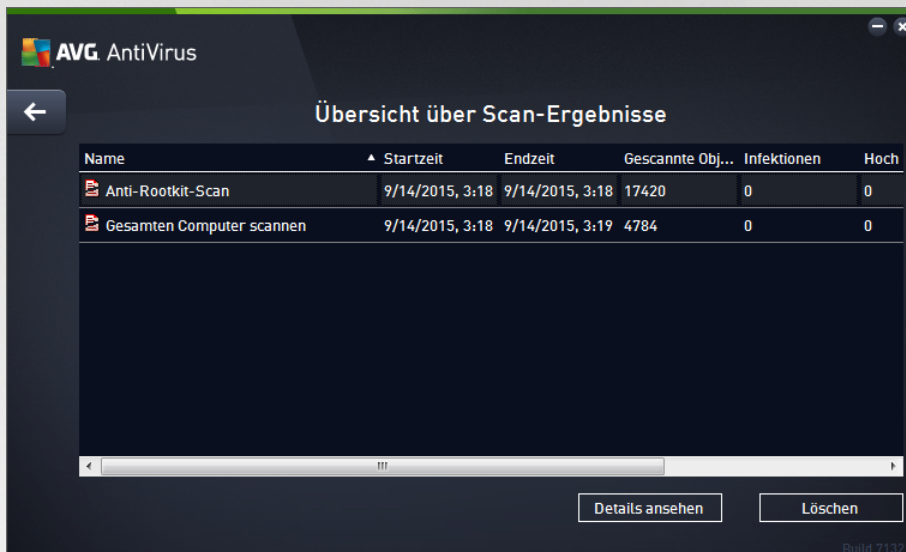 AVG. AntiVirus
Übersicht über Scan-Ergebnisse
Name Startzeit Endzeit Gescannte Obj... Infektionen Hoch
Anti-Rootkit-Scan 9/14/2015, 3:18 9/14/2015, 3:18 17420 0 0
Gesamten Computer scannen 9/14/2015, 3:18 9/14/2015, 3:19 4784 0 0
Details ansehen Löschen
Build 7132